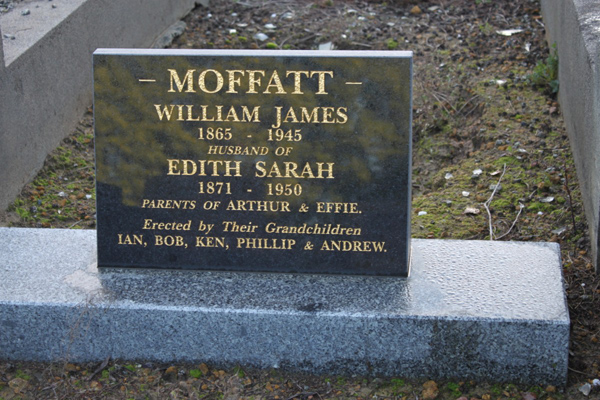 – MOFFATT –
WILLIAM JAMES
1865 - 1945
HUSBAND OF
EDITH SARAH
1871 - 1950
PARENTS OF ARTHUR & EFFIE.
Erected by Their Grandchildren
IAN, BOB, KEN, PHILLIP & ANDREW.